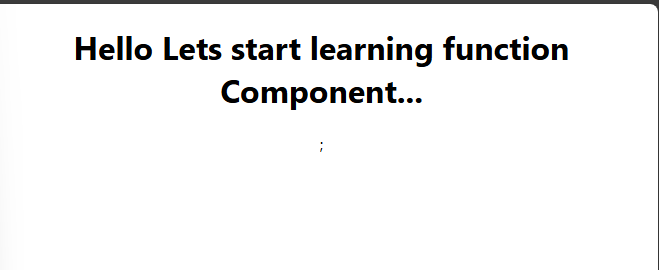 Hello Lets start learning function
Component...
;